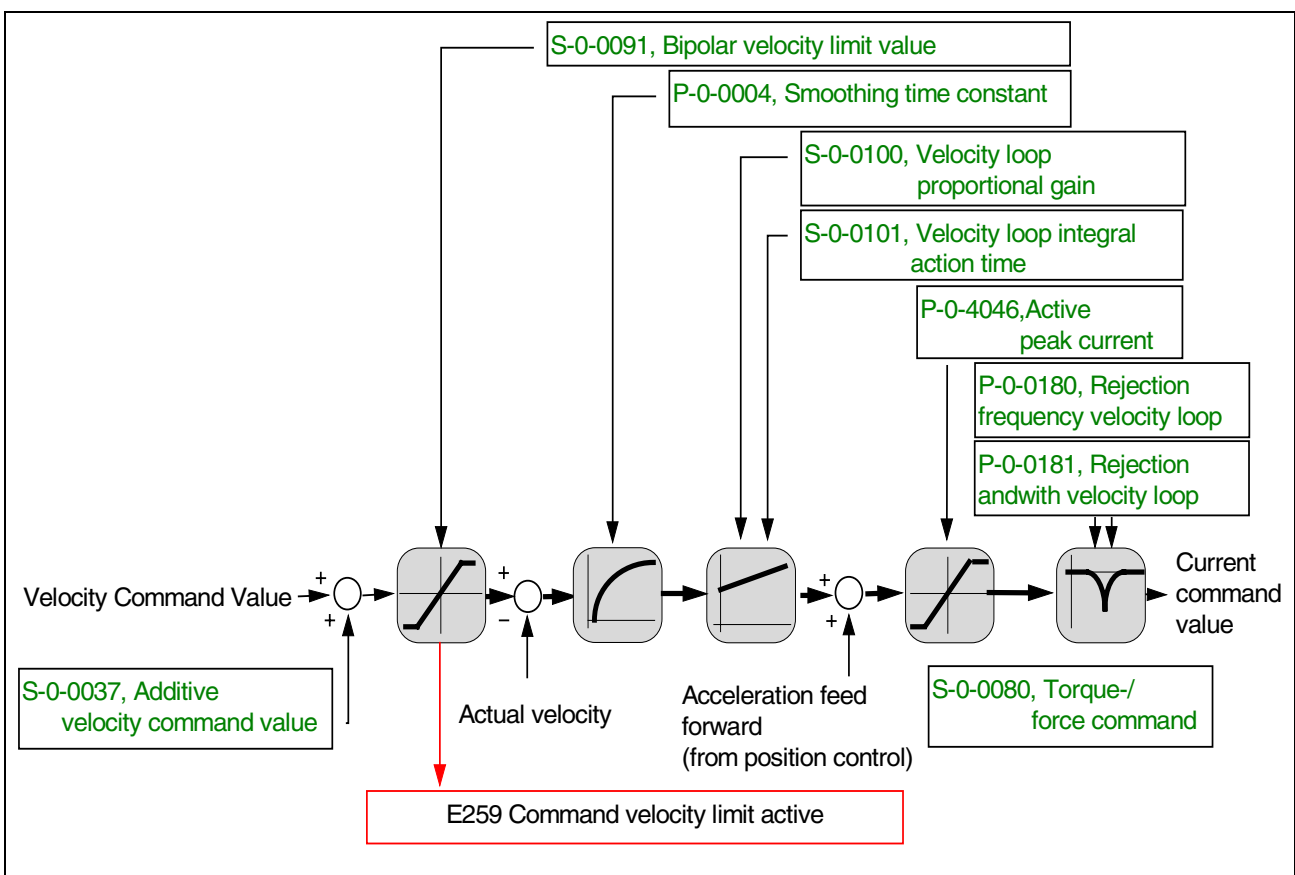 S-0-0091, Bipolar velocity limit value
P-0-0004, Smoothing time constant
S-0-0100, Velocity loop
proportional gain
S-0-0101, Velocity loop integral
action time
P-0-4046,Active
peak current
P-0-0180, Rejection
frequency velocity loop
P-0-0181, Rejection
andwith velocity loop
Velocity Command Value
+
+
+
−
+
+
Current
command
value
S-0-0037, Additive
velocity command value
Actual velocity
Acceleration feed
forward
(from position control)
S-0-0080, Torque-/
force command
E259 Command velocity limit active